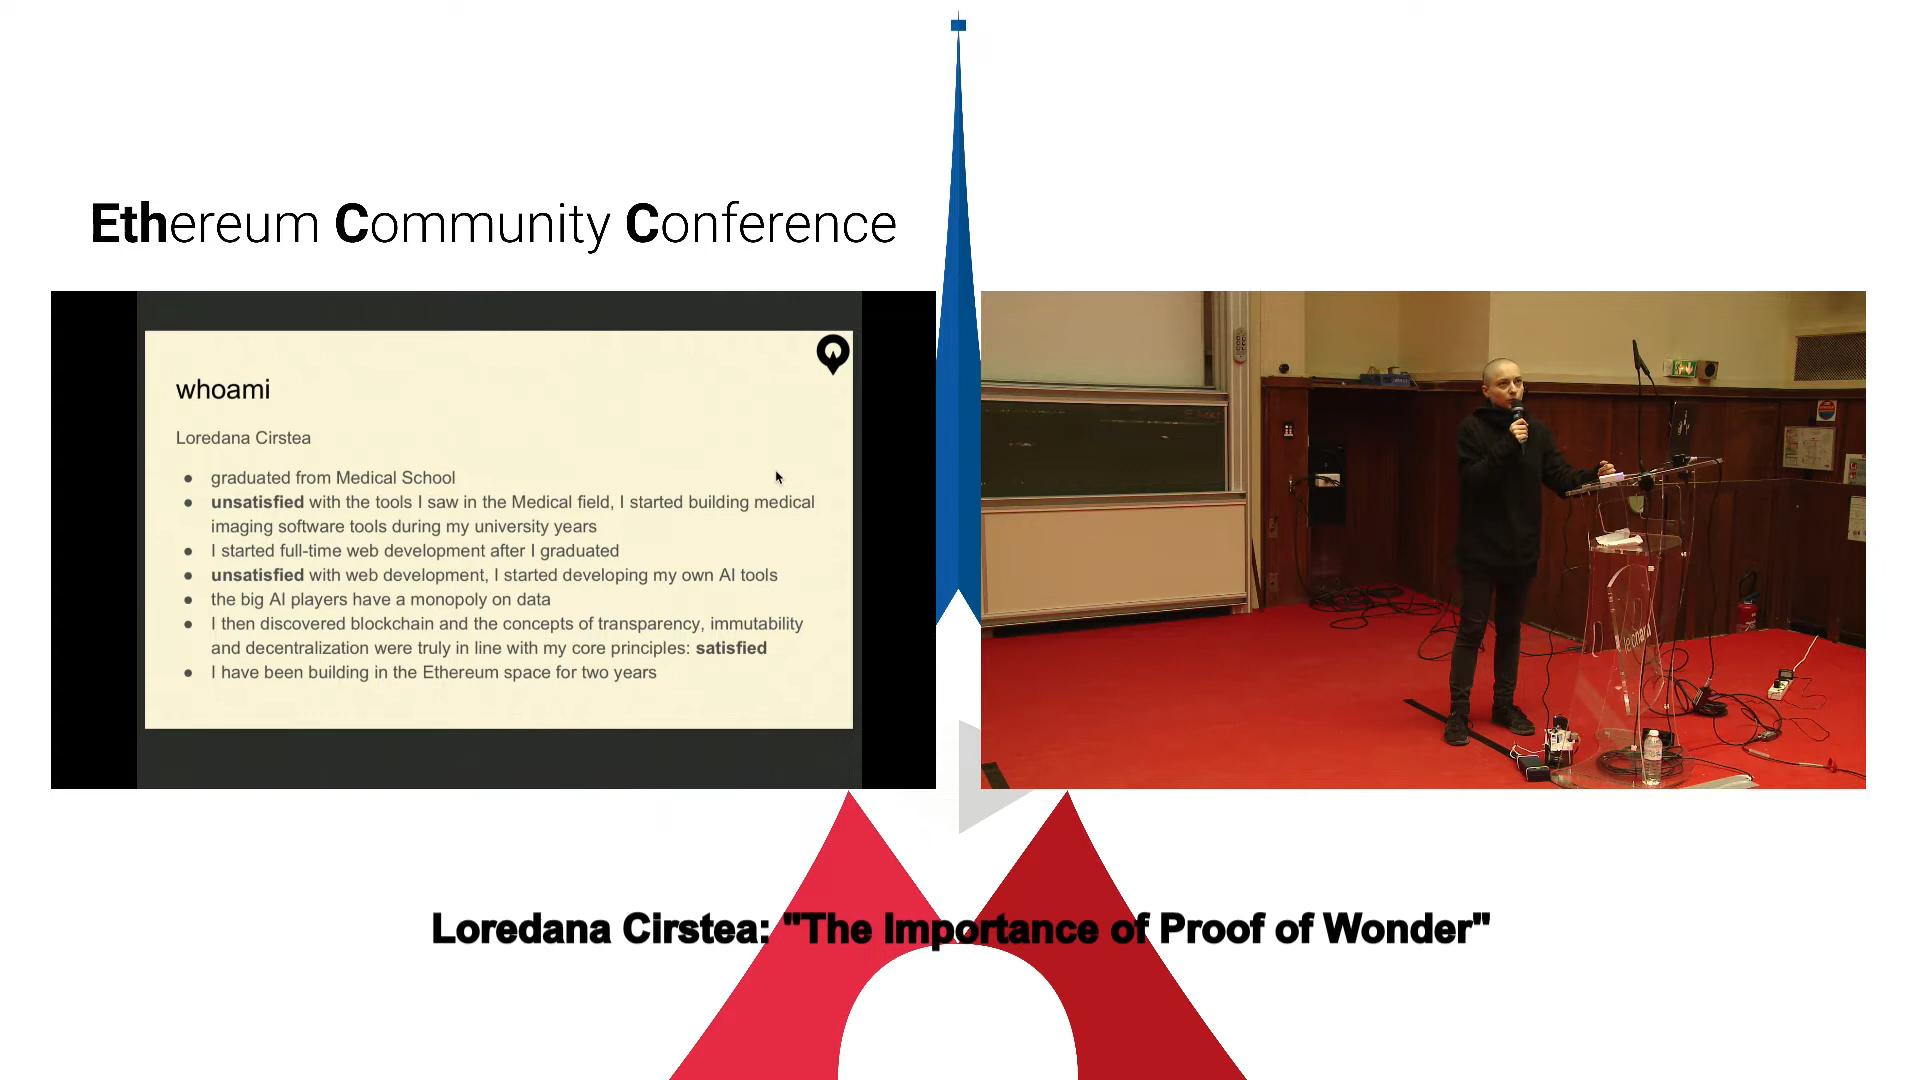 Ethereum Community Conference
whoami
Loredana Cirstea
● graduated from Medical School
● unsatisfied with the tools I saw in the Medical field, I started building medical
imaging software tools during my university years
● I started full-time web development after I graduated
● unsatisfied with web development, I started developing my own AI tools
● the big AI players have a monopoly on data
● I then discovered blockchain and the concepts of transparency, immutability
and decentralization were truly in line with my core principles: satisfied
● I have been building in the Ethereum space for two years
Loredana Cirstea: "The Importance of Proof of Wonder"